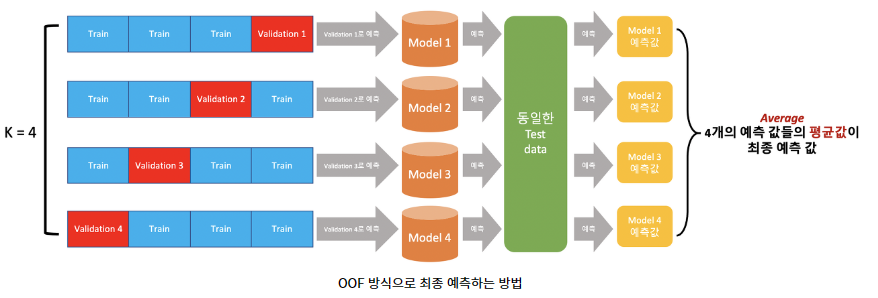 K = 4
Train Train Train Validation 1 Validation 1로 예측 Model 1 예측 예측 Model 1
예측값
Train Train Validation 2 Train Validation 2로 예측 Model 2 예측 예측 Model 2
예측값
Train Validation 3 Train Train Validation 3로 예측 Model 3 예측 예측 Model 3
예측값
Validation 4 Train Train Train Validation 4로 예측 Model 4 예측 예측 Model 4
예측값
동일한
Test
data
Average
4개의 예측 값들의 평균값이
최종 예측 값
OOF 방식으로 최종 예측하는 방법